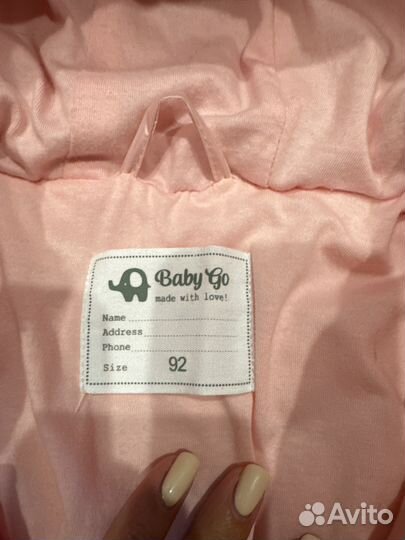 Baby Go
made with love!
Name
Address
Phone
Size 92
Avito